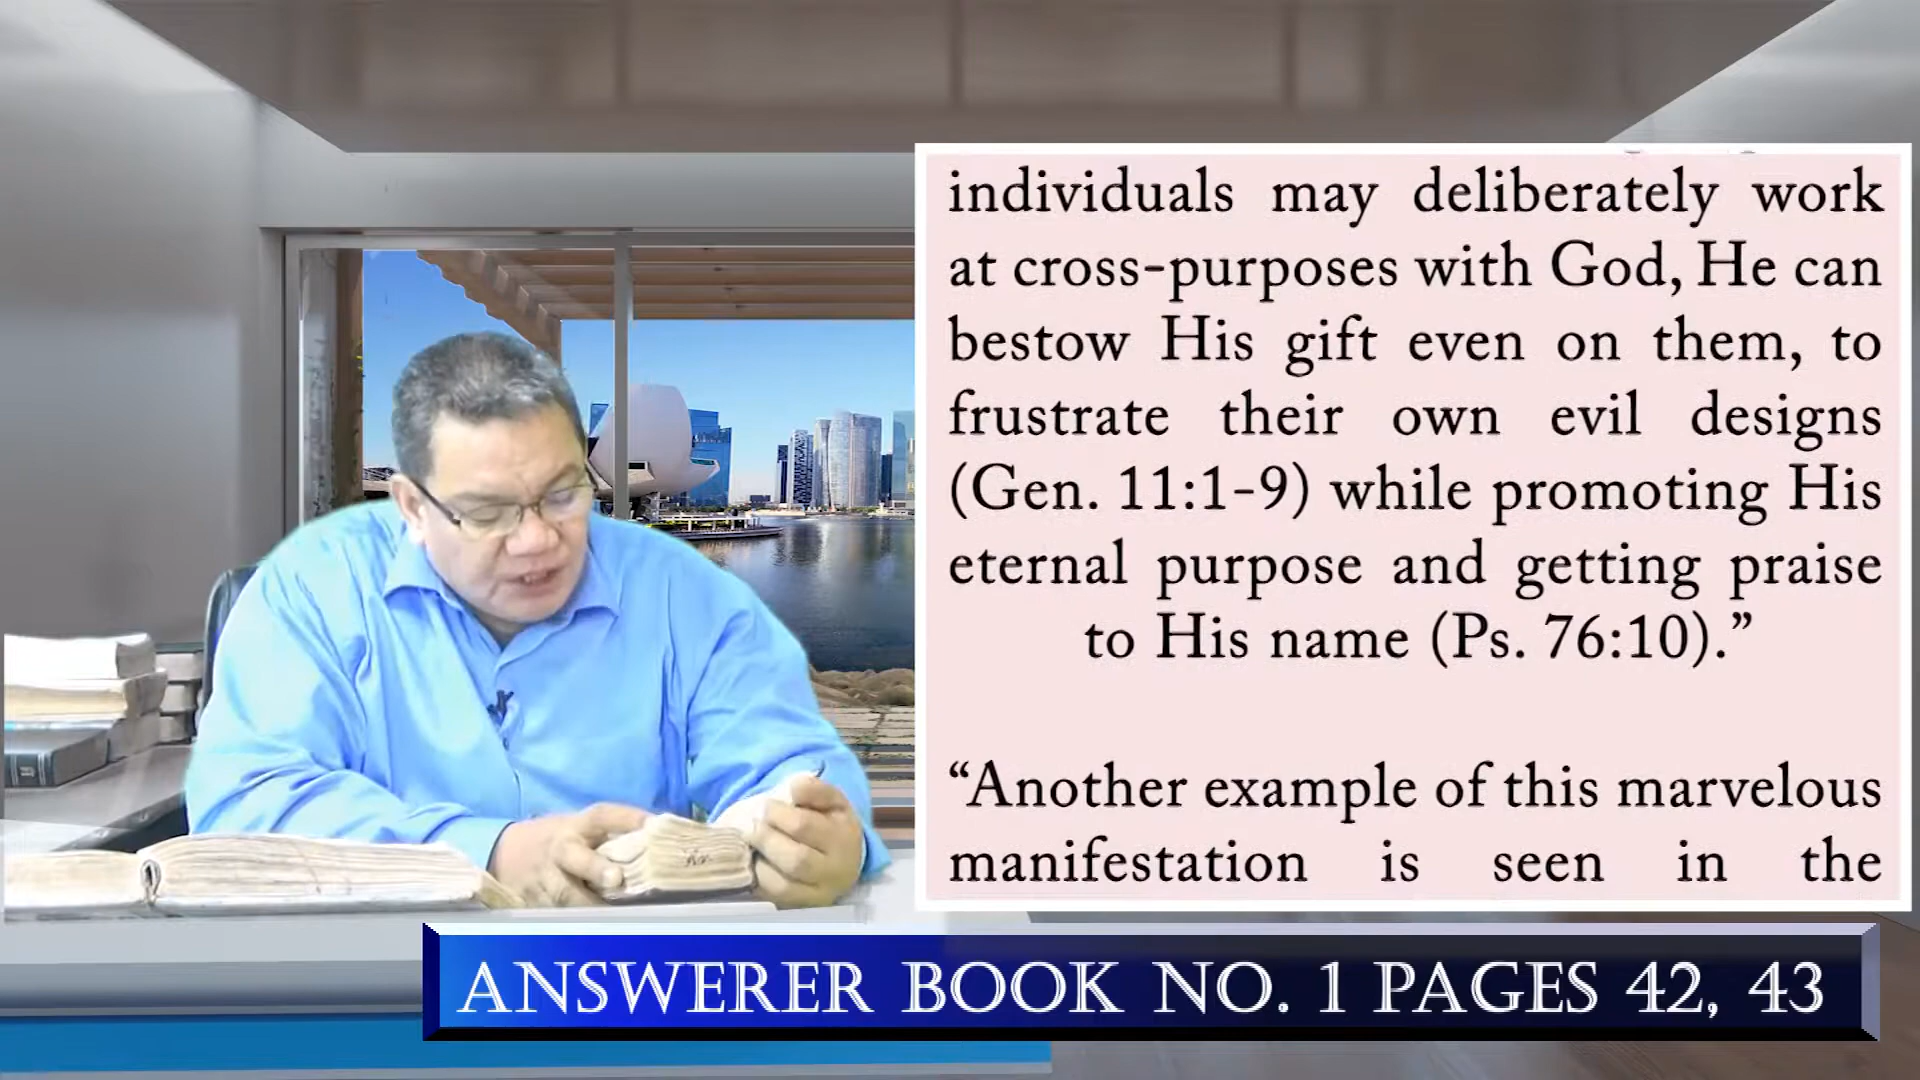 individuals may deliberately work
at cross-purposes with God, He can
bestow His gift even on them, to
frustrate their own evil designs
(Gen. 11:1-9) while promoting His
eternal purpose and getting praise
to His name (Ps. 76:10).”
“Another example of this marvelous
manifestation is seen in the
ANSWERER BOOK NO. 1 PAGES 42, 43